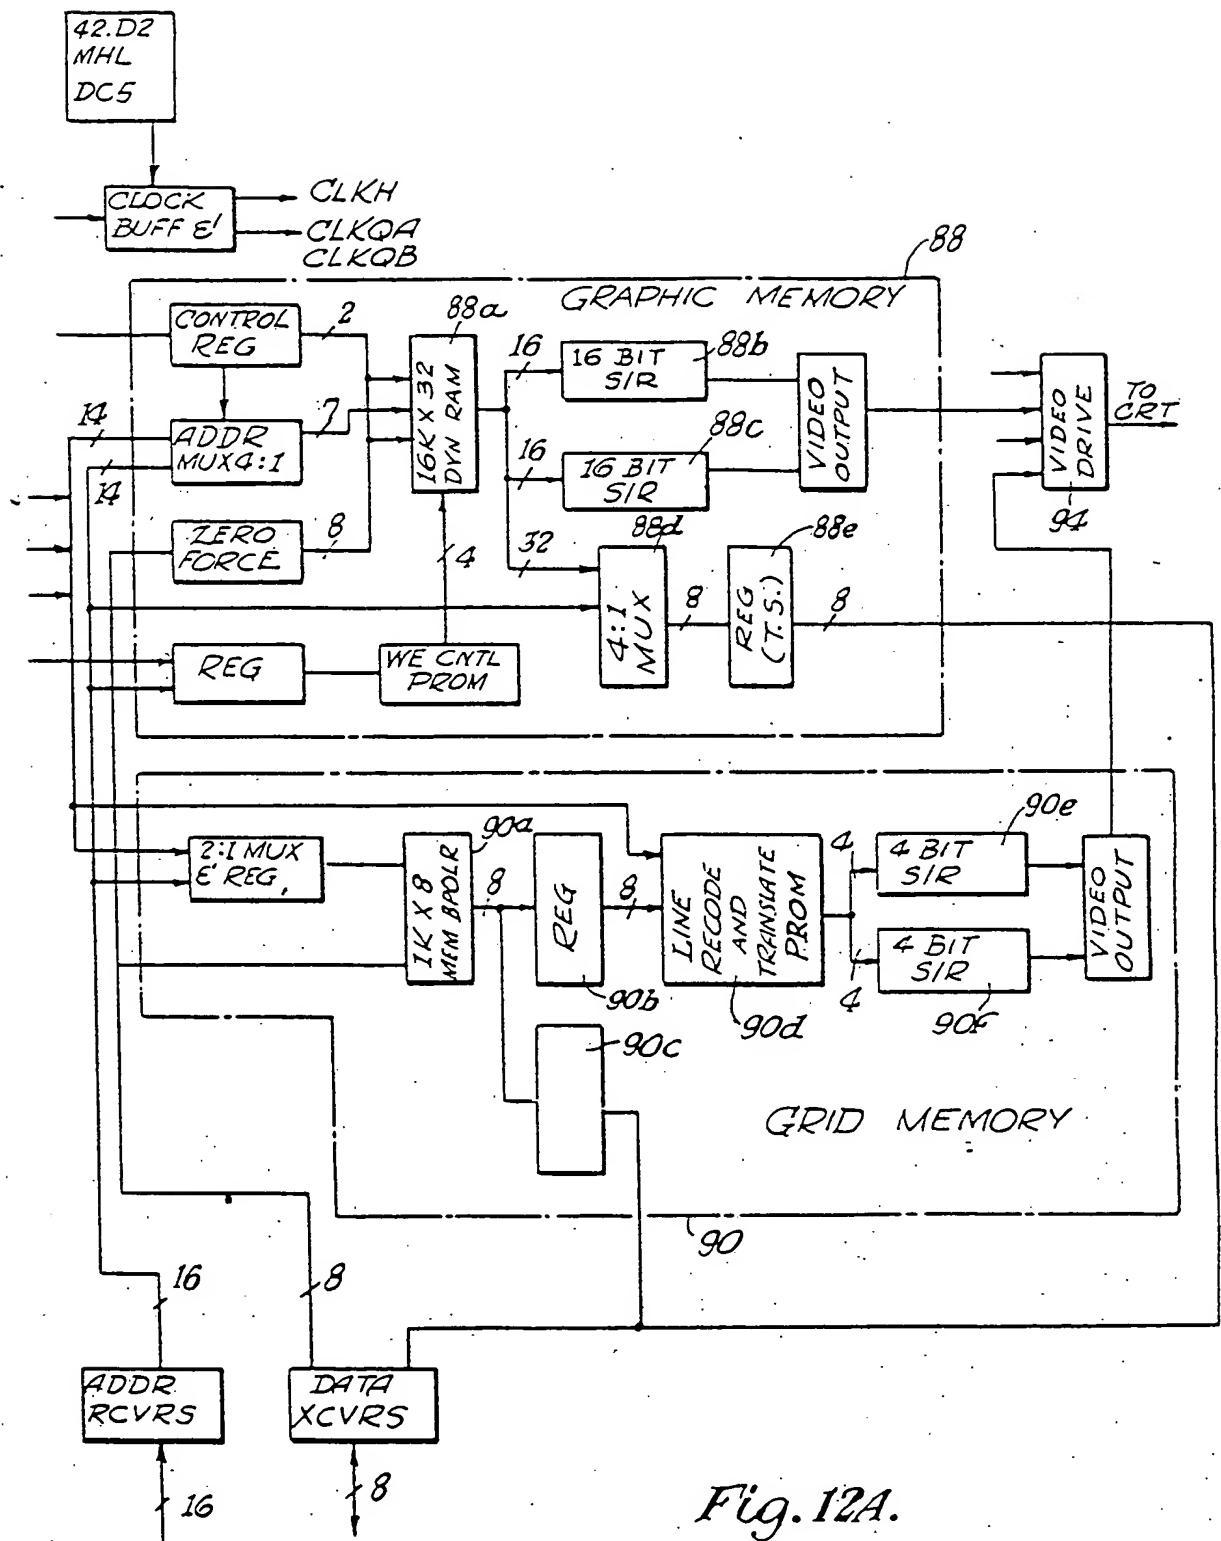 42.D2
MHL
DC5
CLOCK
BUFF &
CLKH
CLKQA
CLKQB
88
GRAPHIC MEMORY
CONTROL
REG
2
88a
16K X 32
DYN RAM
16
16 BIT
S/R
88b
VIDEO
OUTPUT
VIDEO
DRIVE
94
TO
CRT
14
ADDR
MUX 4:1
7
14
16
16 BIT
S/R
88c
ZERO
FORCE
8
4
32
88d
4:1
MUX
8
88e
REG
(T.S.)
8
REG
WE CNTL
PROM
2:1 MUX
& REG,
90a
1K X 8
MEM BPOLR
8
REG
90b
8
LINE
RECODE
AND
TRANSLATE
PROM
90d
4
4 BIT
S/R
90e
4
4 BIT
S/R
90f
VIDEO
OUTPUT
90c
GRID MEMORY
90
16
8
ADDR
RCVRS
DATA
XCVRS
16
8
Fig. 12A.